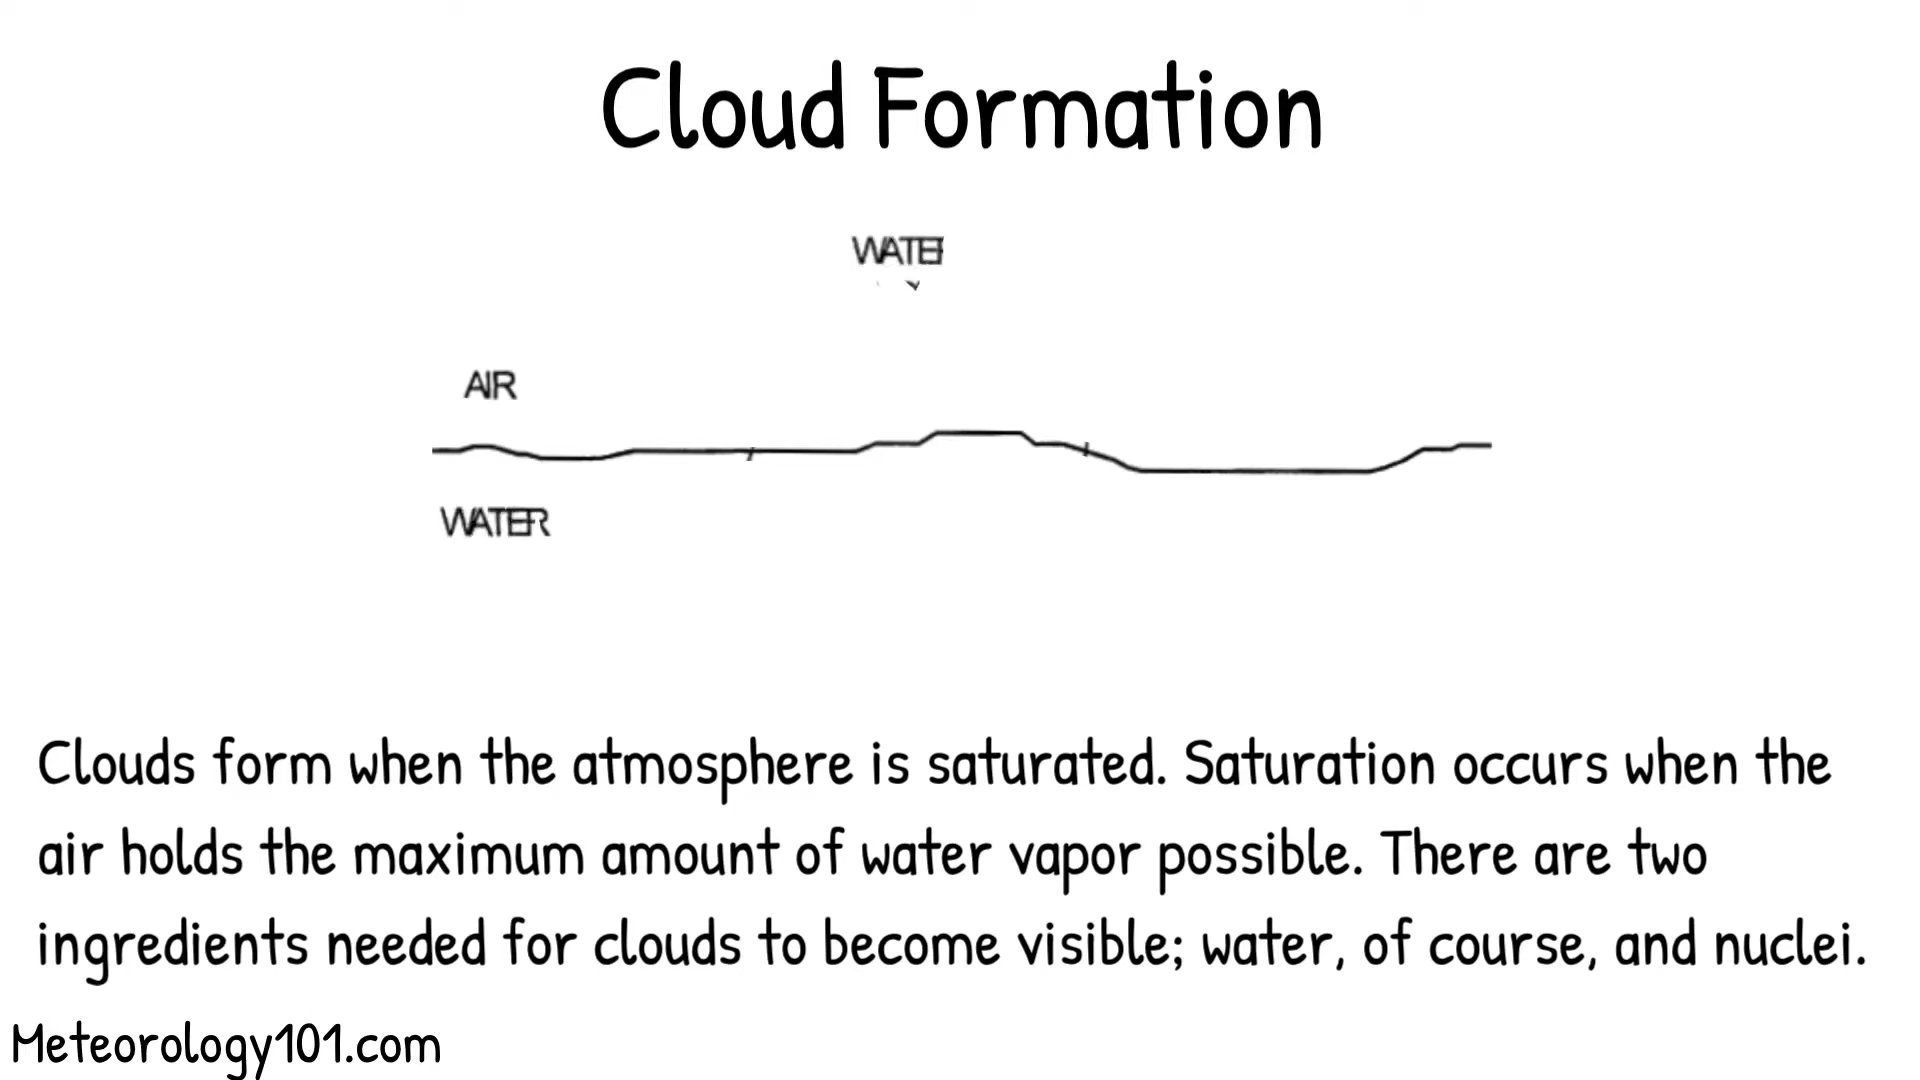 Cloud Formation
WATE
AIR
WATER
Clouds form when the atmosphere is saturated. Saturation occurs when the
air holds the maximum amount of water vapor possible. There are two
ingredients needed for clouds to become visible; water, of course, and nuclei.
Meteorology101.com